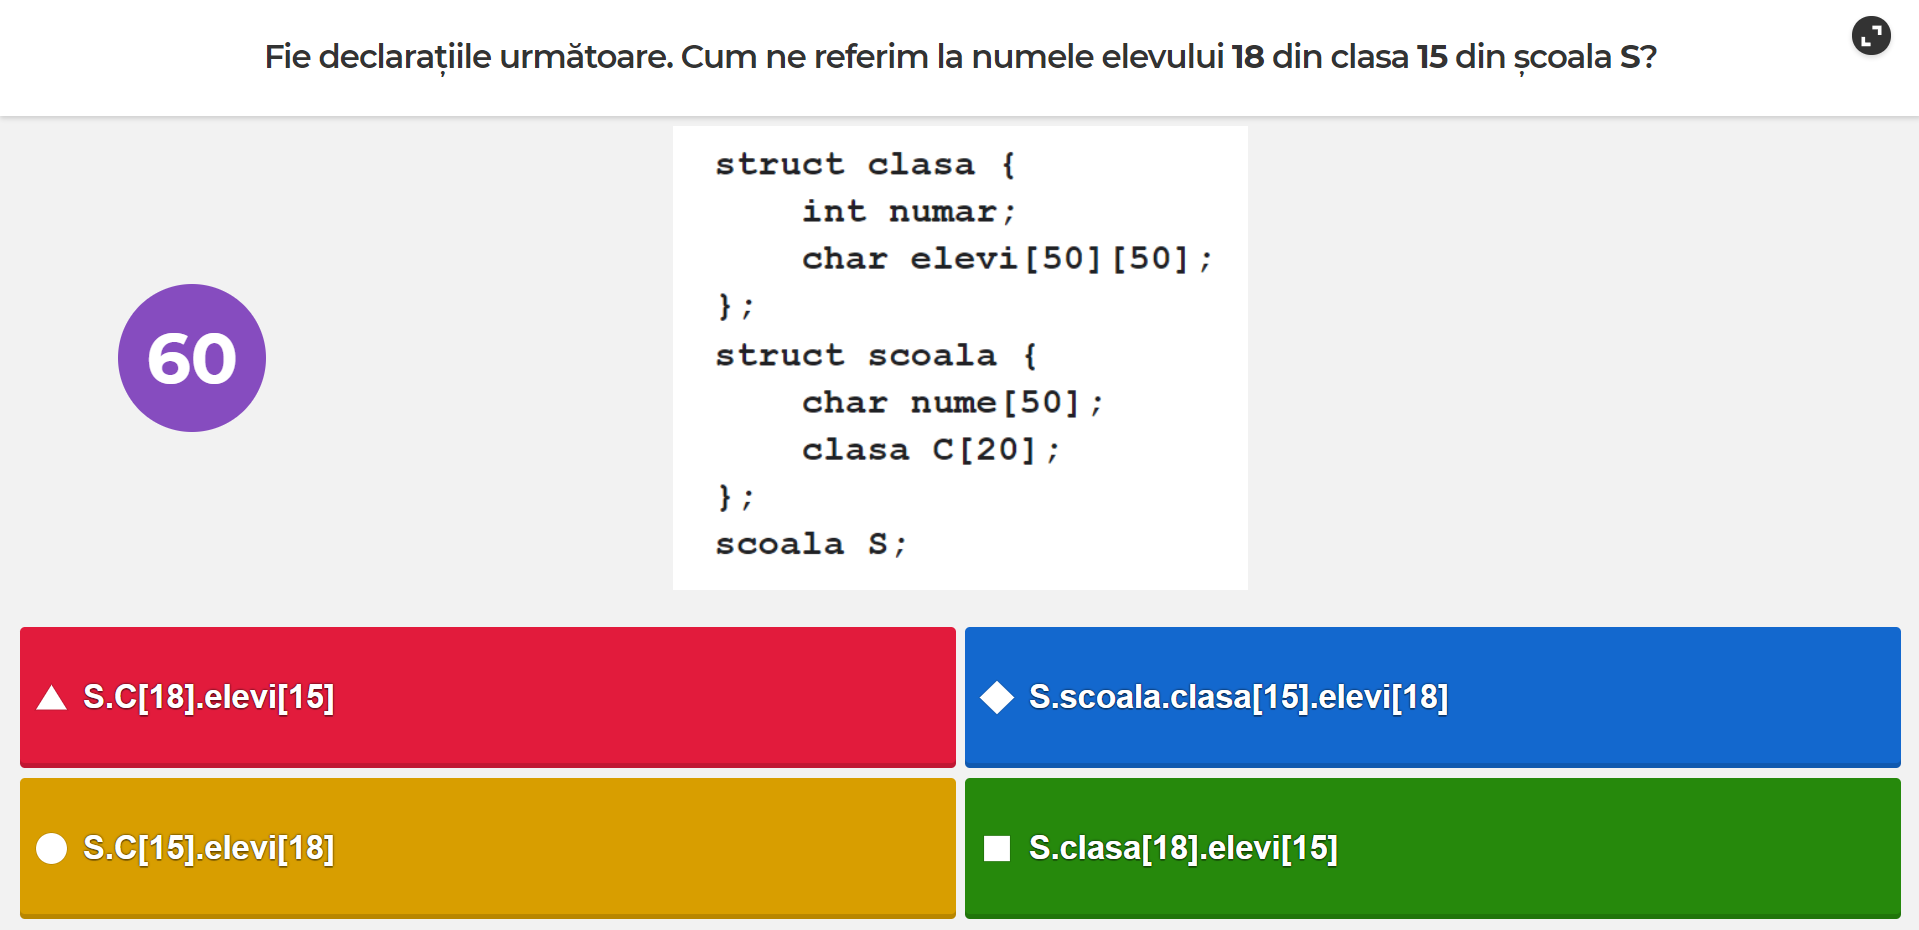 Fie declarațiile următoare. Cum ne referim la numele elevului 18 din clasa 15 din școala S?
struct clasa {
int numar;
char elevi[50][50];
};
struct scoala {
char nume[50];
clasa C[20];
};
scoala S;
60
S.C[18].elevi[15]
S.scoala.clasa[15].elevi[18]
S.C[15].elevi[18]
S.clasa[18].elevi[15]